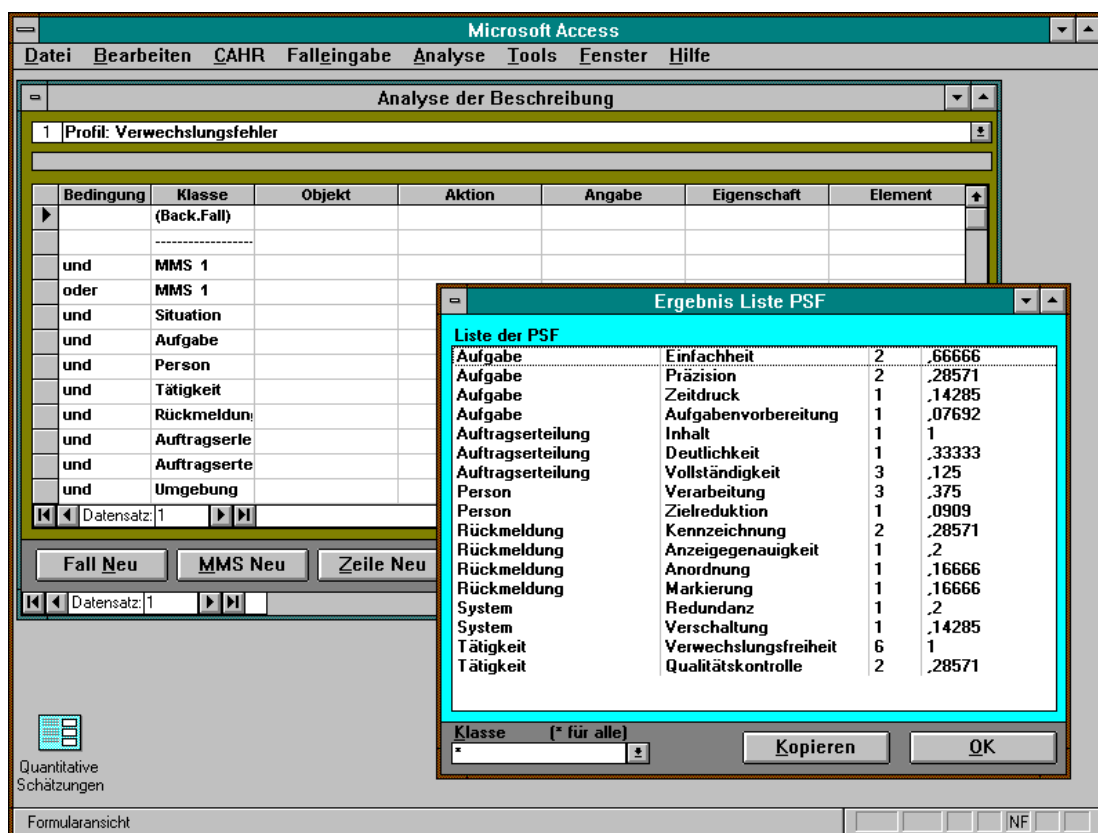 Microsoft Access
Datei Bearbeiten CAHR Falleingabe Analyse Tools Fenster Hilfe
Analyse der Beschreibung
1 Profil: Verwechslungsfehler
Bedingung Klasse Objekt Aktion Angabe Eigenschaft Element
(Back.Fall)
------------------
und MMS 1
oder MMS 1
und Situation
und Aufgabe
und Person
und Tätigkeit
und Rückmeldun
und Auftragserle
und Auftragserte
und Umgebung
Datensatz: 1
Fall Neu MMS Neu Zeile Neu
Datensatz: 1
Ergebnis Liste PSF
Liste der PSF
Aufgabe Einfachheit 2 ,66666
Aufgabe Präzision 2 ,28571
Aufgabe Zeitdruck 1 ,14285
Aufgabe Aufgabenvorbereitung 1 ,07692
Auftragserteilung Inhalt 1 1
Auftragserteilung Deutlichkeit 1 ,33333
Auftragserteilung Vollständigkeit 3 ,125
Person Verarbeitung 3 ,375
Person Zielreduktion 1 ,0909
Rückmeldung Kennzeichnung 2 ,28571
Rückmeldung Anzeigegenauigkeit 1 ,2
Rückmeldung Anordnung 1 ,16666
Rückmeldung Markierung 1 ,16666
System Redundanz 1 ,2
System Verschaltung 1 ,14285
Tätigkeit Verwechslungsfreiheit 6 1
Tätigkeit Qualitätskontrolle 2 ,28571
Klasse (* für alle)
*
Kopieren OK
Quantitative
Schätzungen
Formularansicht NF